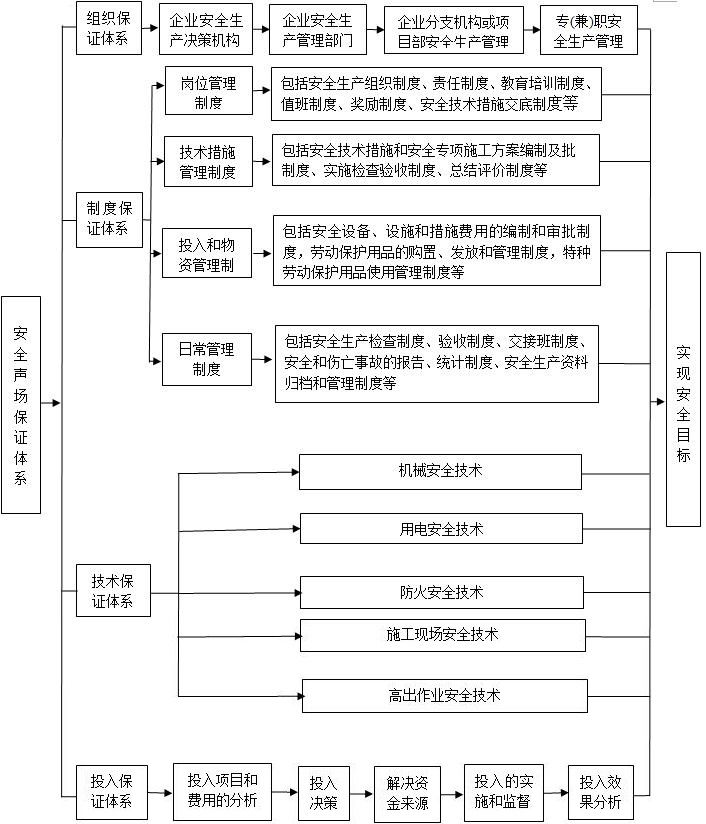 组织保
证体系
企业安全生
产决策机构
企业安全生
产管理部门
企业分支机构或项
目部安全生产管理
专(兼)职安
全生产管理
岗位管理
制度
包括安全生产组织制度、责任制度、教育培训制度、
值班制度、奖励制度、安全技术措施交底制度等
技术措施
管理制度
包括安全技术措施和安全专项施工方案编制及批
制度、实施检查验收制度、总结评价制度等
制度保
证体系
投入和物
资管理制
包括安全设备、设施和措施费用的编制和审批制
度，劳动保护用品的购置、发放和管理制度，特种
劳动保护用品使用管理制度等
日常管理
制度
包括安全生产检查制度、验收制度、交接班制度、
安全和伤亡事故的报告、统计制度、安全生产资料
归档和管理制度等
安全声场保证体系
实现安全目标
机械安全技术
用电安全技术
技术保
证体系
防火安全技术
施工现场安全技术
高出作业安全技术
投入保
证体系
投入项目和
费用的分析
投入
决策
解决资
金来源
投入的实
施和监督
投入效
果分析